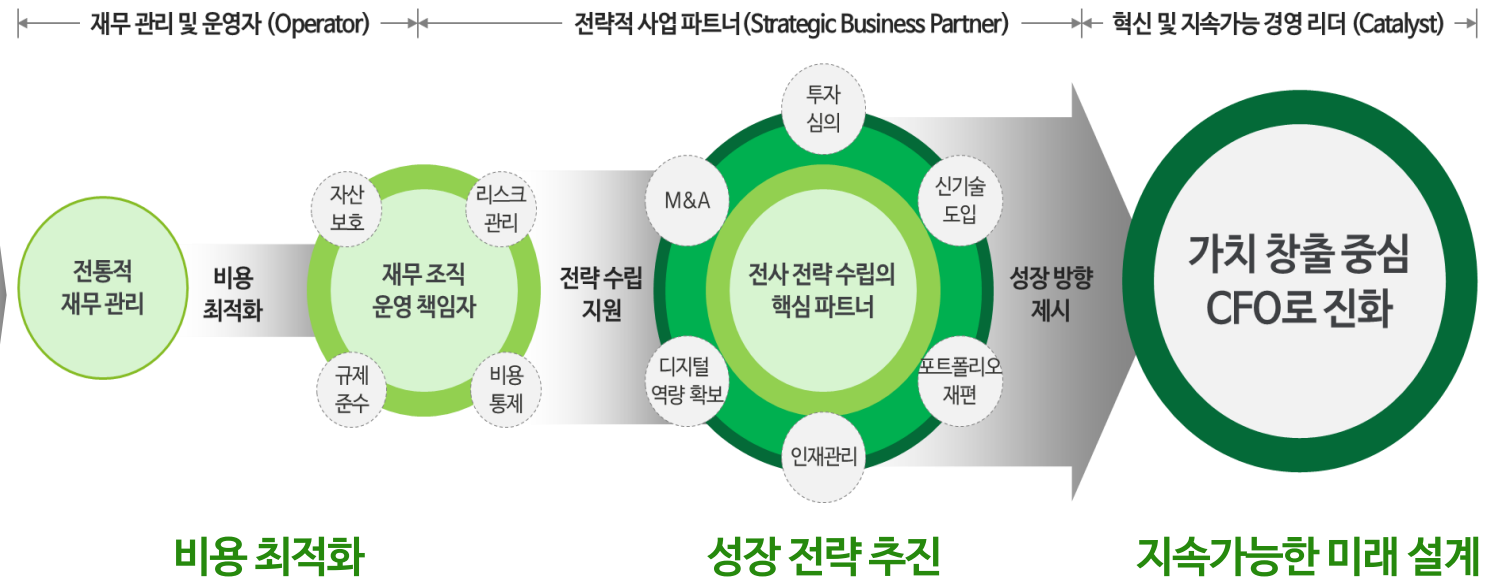 재무 관리 및 운영자 (Operator)
전략적 사업 파트너(Strategic Business Partner)
혁신 및 지속가능 경영 리더 (Catalyst)
전통적
재무 관리
비용
최적화
자산
보호
리스크
관리
재무 조직
운영 책임자
규제
준수
비용
통제
전략 수립
지원
투자
심의
M&A
신기술
도입
전사 전략 수립의
핵심 파트너
디지털
역량 확보
포트폴리오
재편
인재관리
성장 방향
제시
가치 창출 중심
CFO로 진화
비용 최적화
성장 전략 추진
지속가능한 미래 설계